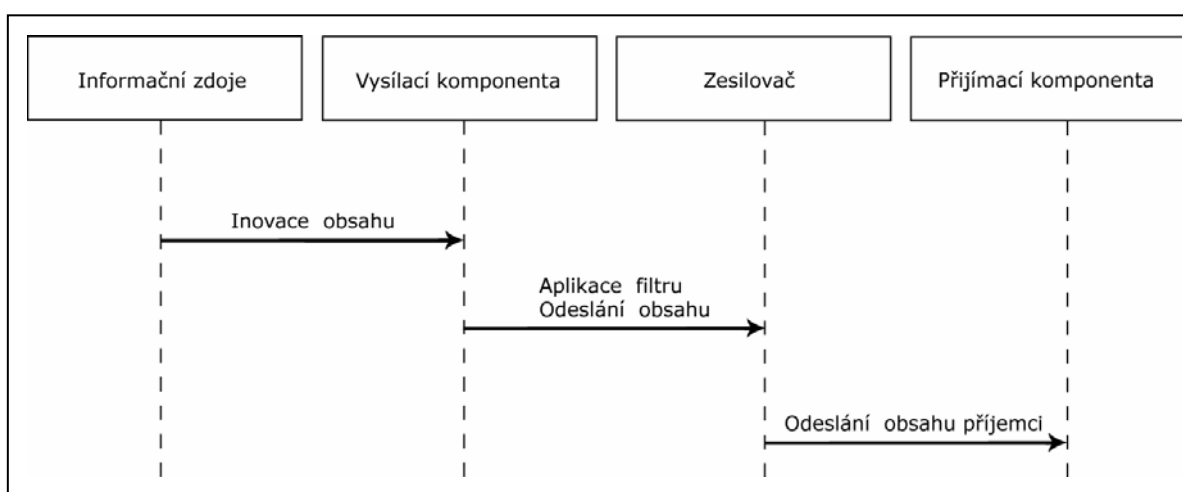 Informační zdoje
Vysílací komponenta
Zesilovač
Přijímací komponenta
Inovace obsahu
Aplikace filtru
Odeslání obsahu
Odeslání obsahu příjemci